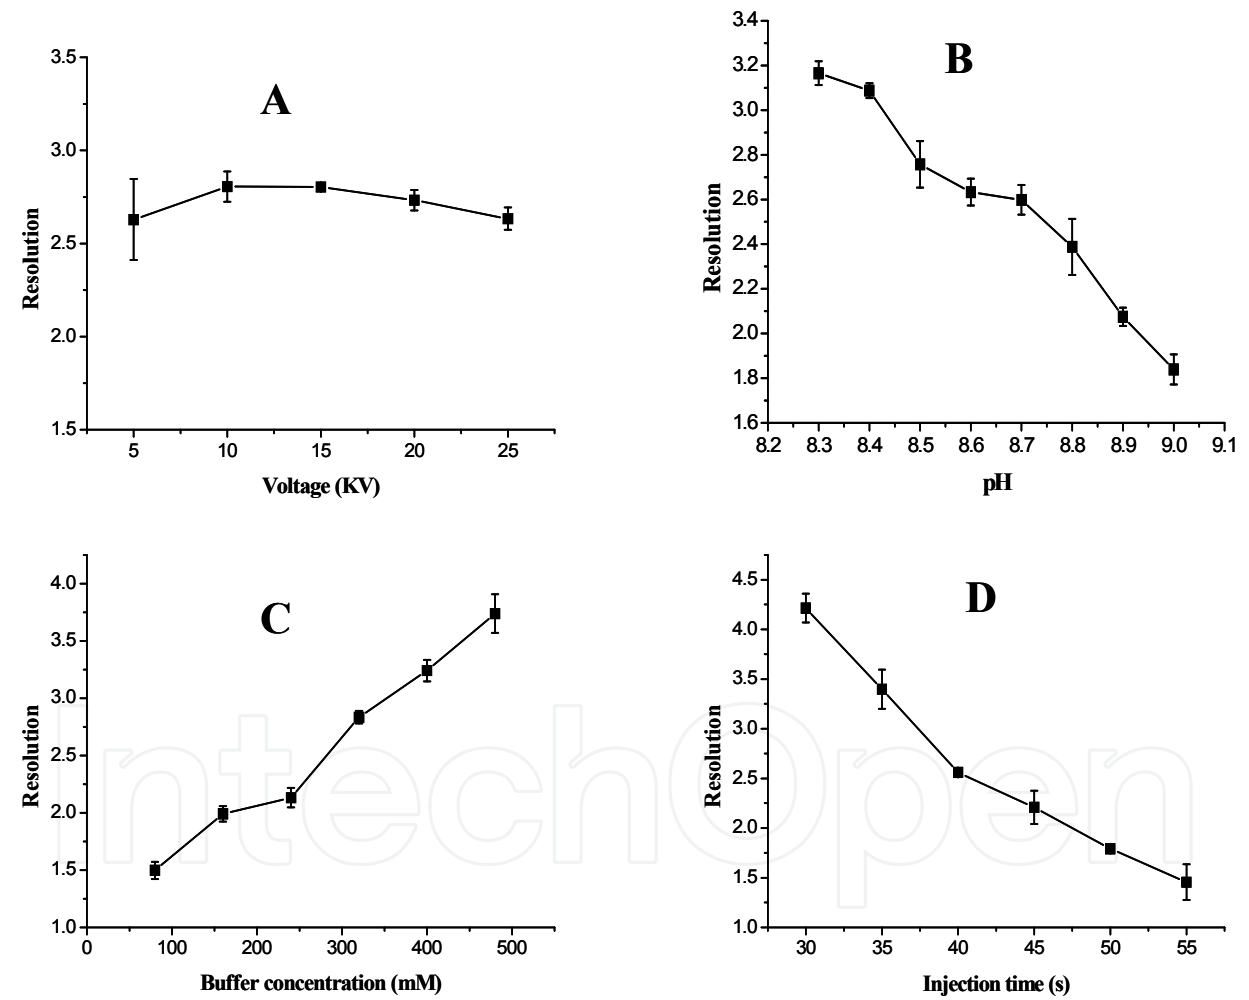 A
3.5
3.0
2.5
2.0
1.5
Resolution
5 10 15 20 25
Voltage (KV)
B
3.4
3.2
3.0
2.8
2.6
2.4
2.2
2.0
1.8
1.6
Resolution
8.2 8.3 8.4 8.5 8.6 8.7 8.8 8.9 9.0 9.1
pH
C
4.0
3.5
3.0
2.5
2.0
1.5
1.0
Resolution
0 100 200 300 400 500
Buffer concentration (mM)
D
4.5
4.0
3.5
3.0
2.5
2.0
1.5
1.0
Resolution
30 35 40 45 50 55
Injection time (s)
IntechOpen